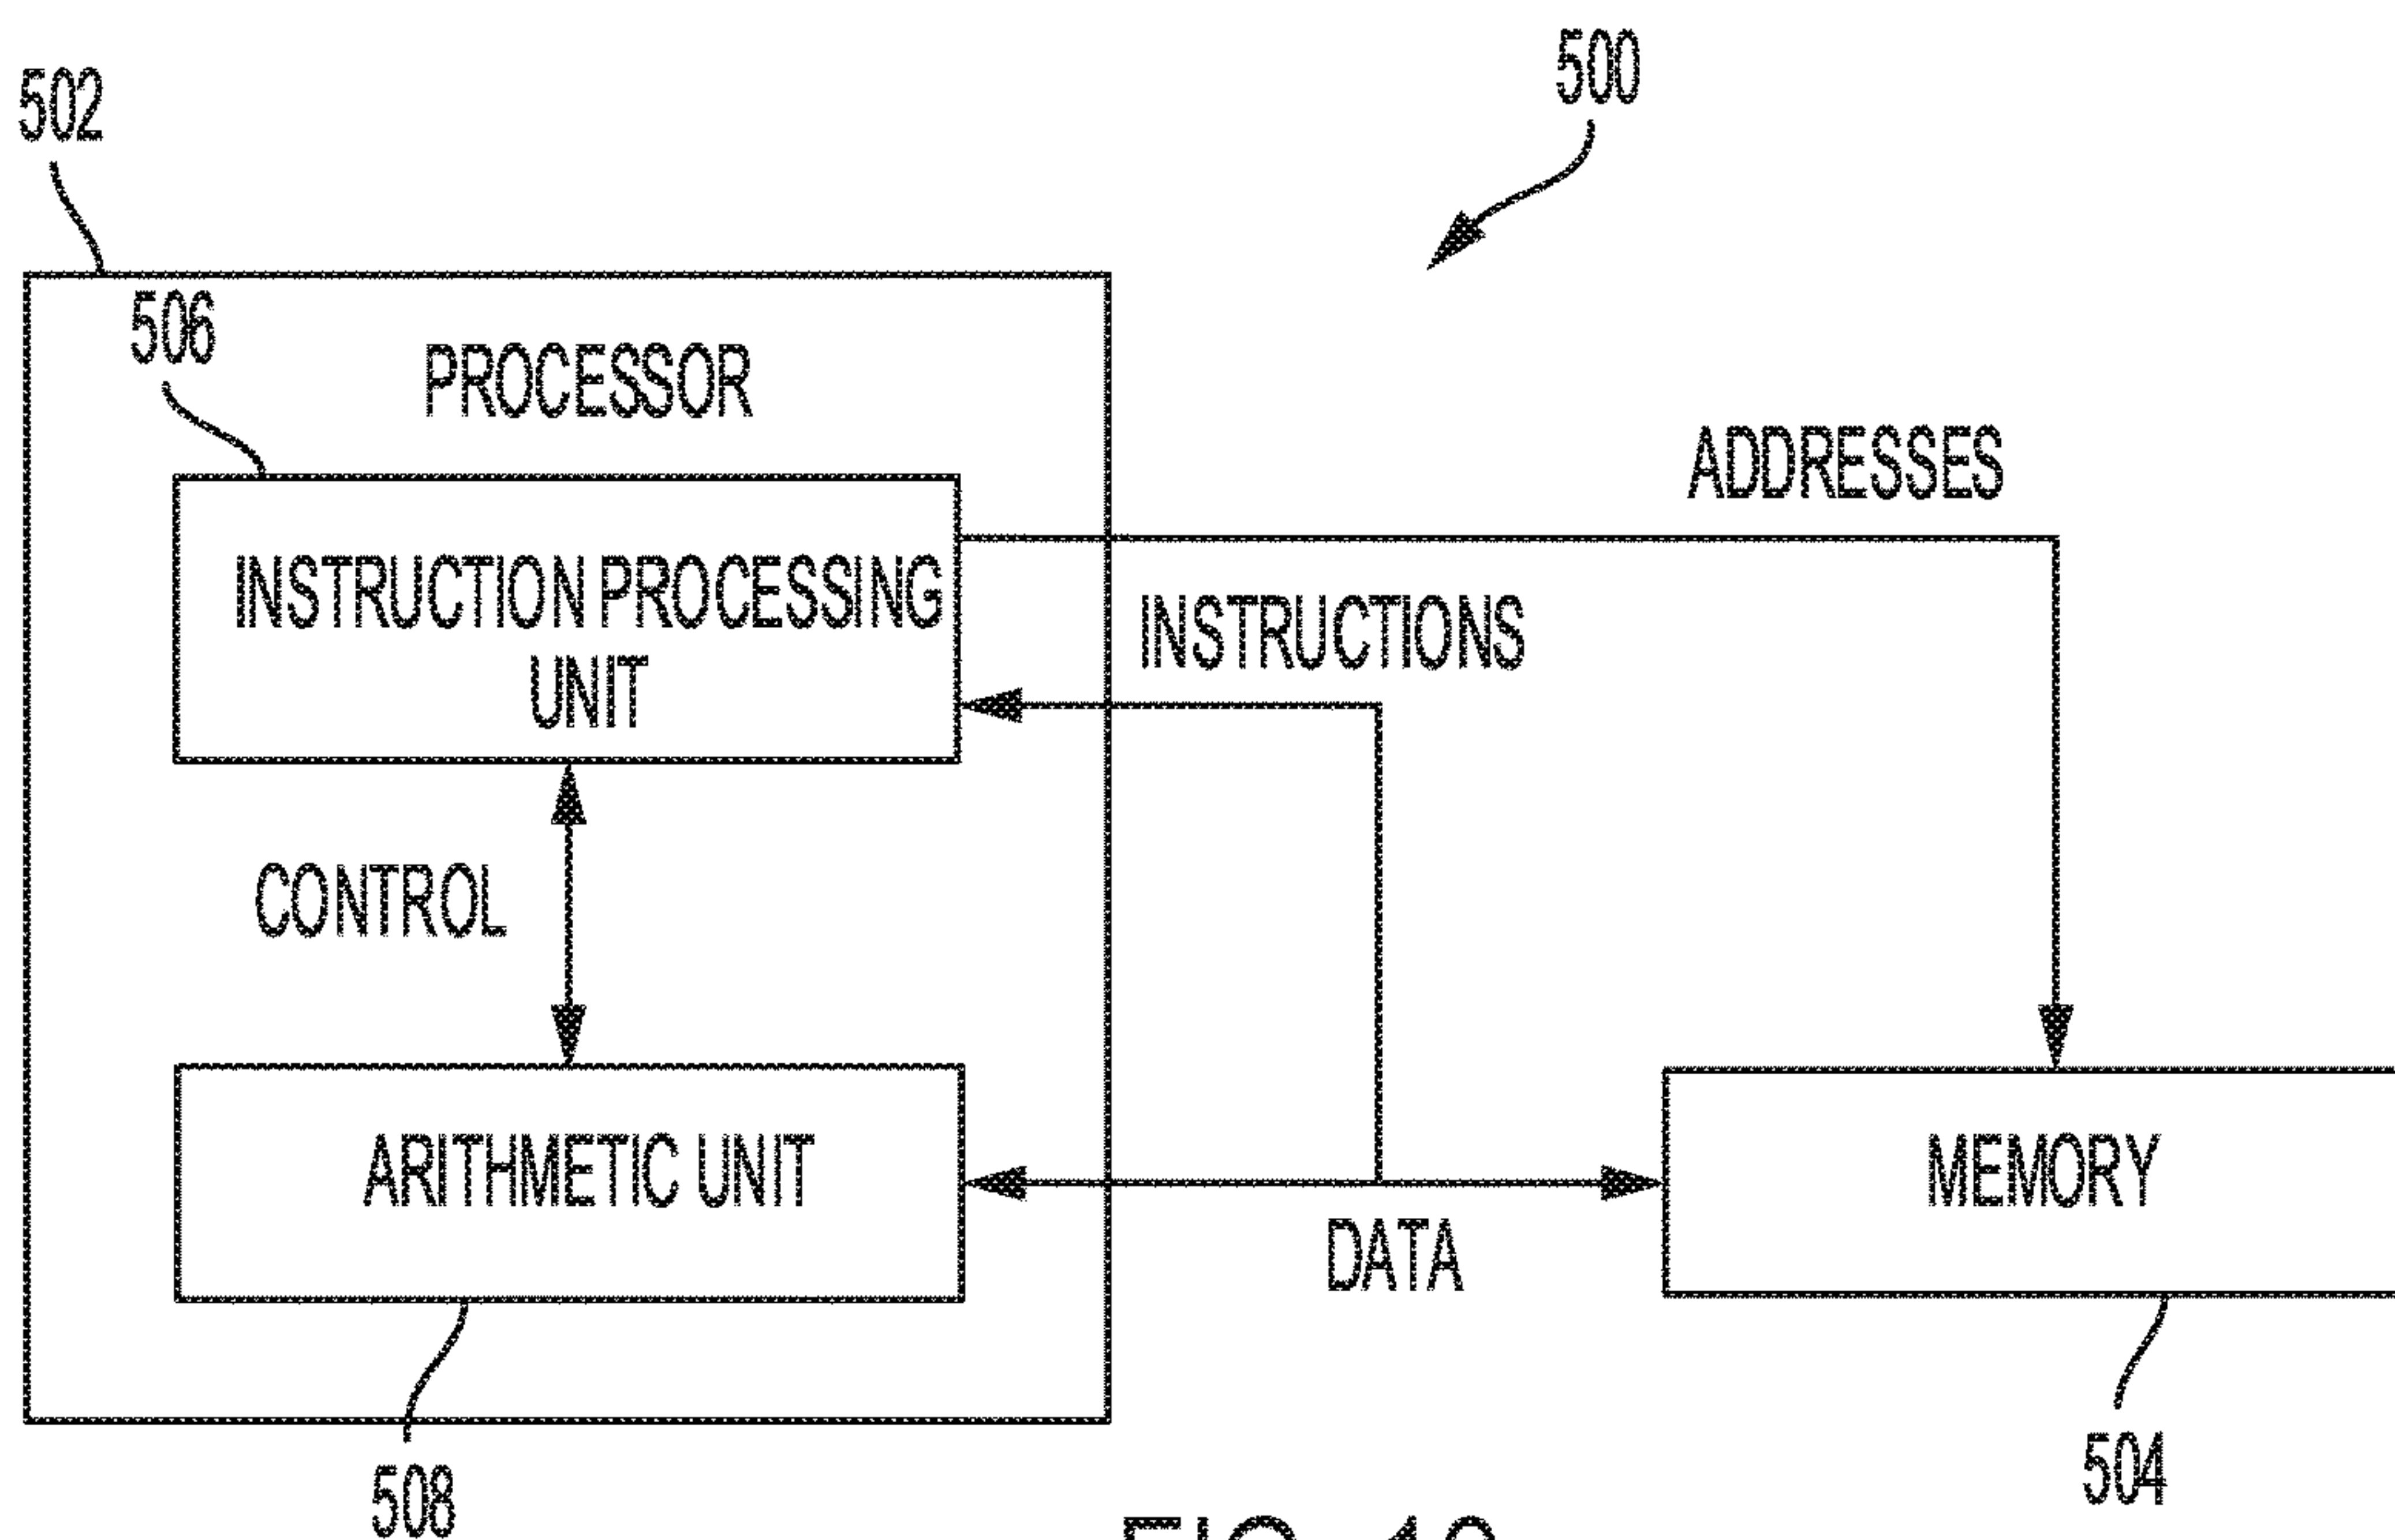 500
502
506
PROCESSOR
ADDRESSES
INSTRUCTION PROCESSING
UNIT
INSTRUCTIONS
CONTROL
ARITHMETIC UNIT
MEMORY
DATA
504
508